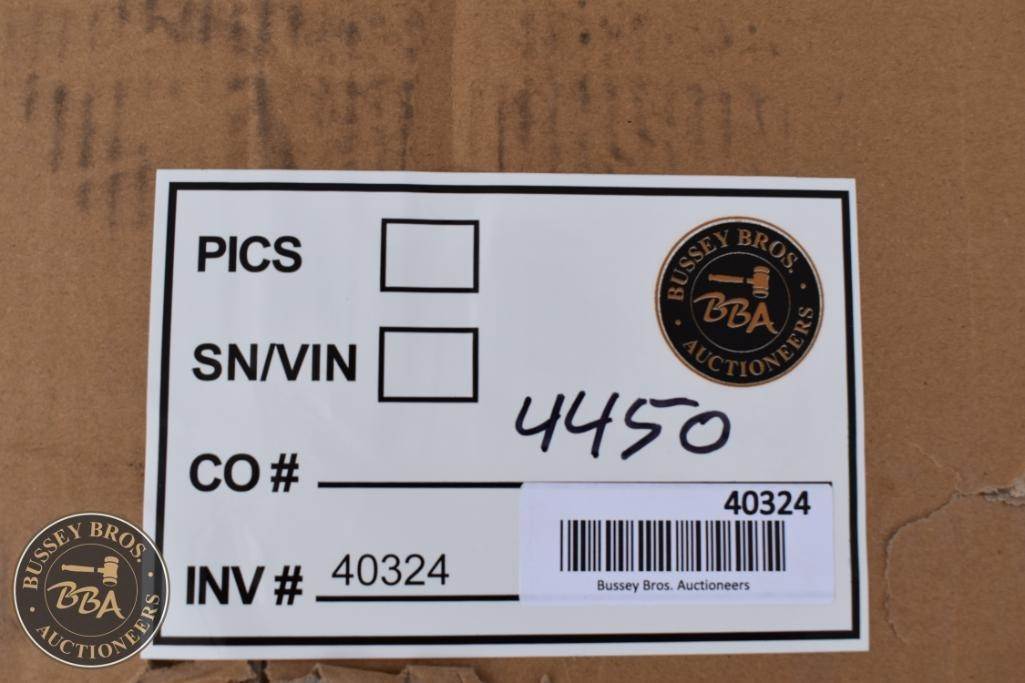 PICS
BUSSEY BROS.
BBA
AUCTIONEERS
SN/VIN
4450
CO #
40324
INV # 40324
Bussey Bros. Auctioneers
BUSSEY BROS.
BBA
AUCTIONEERS